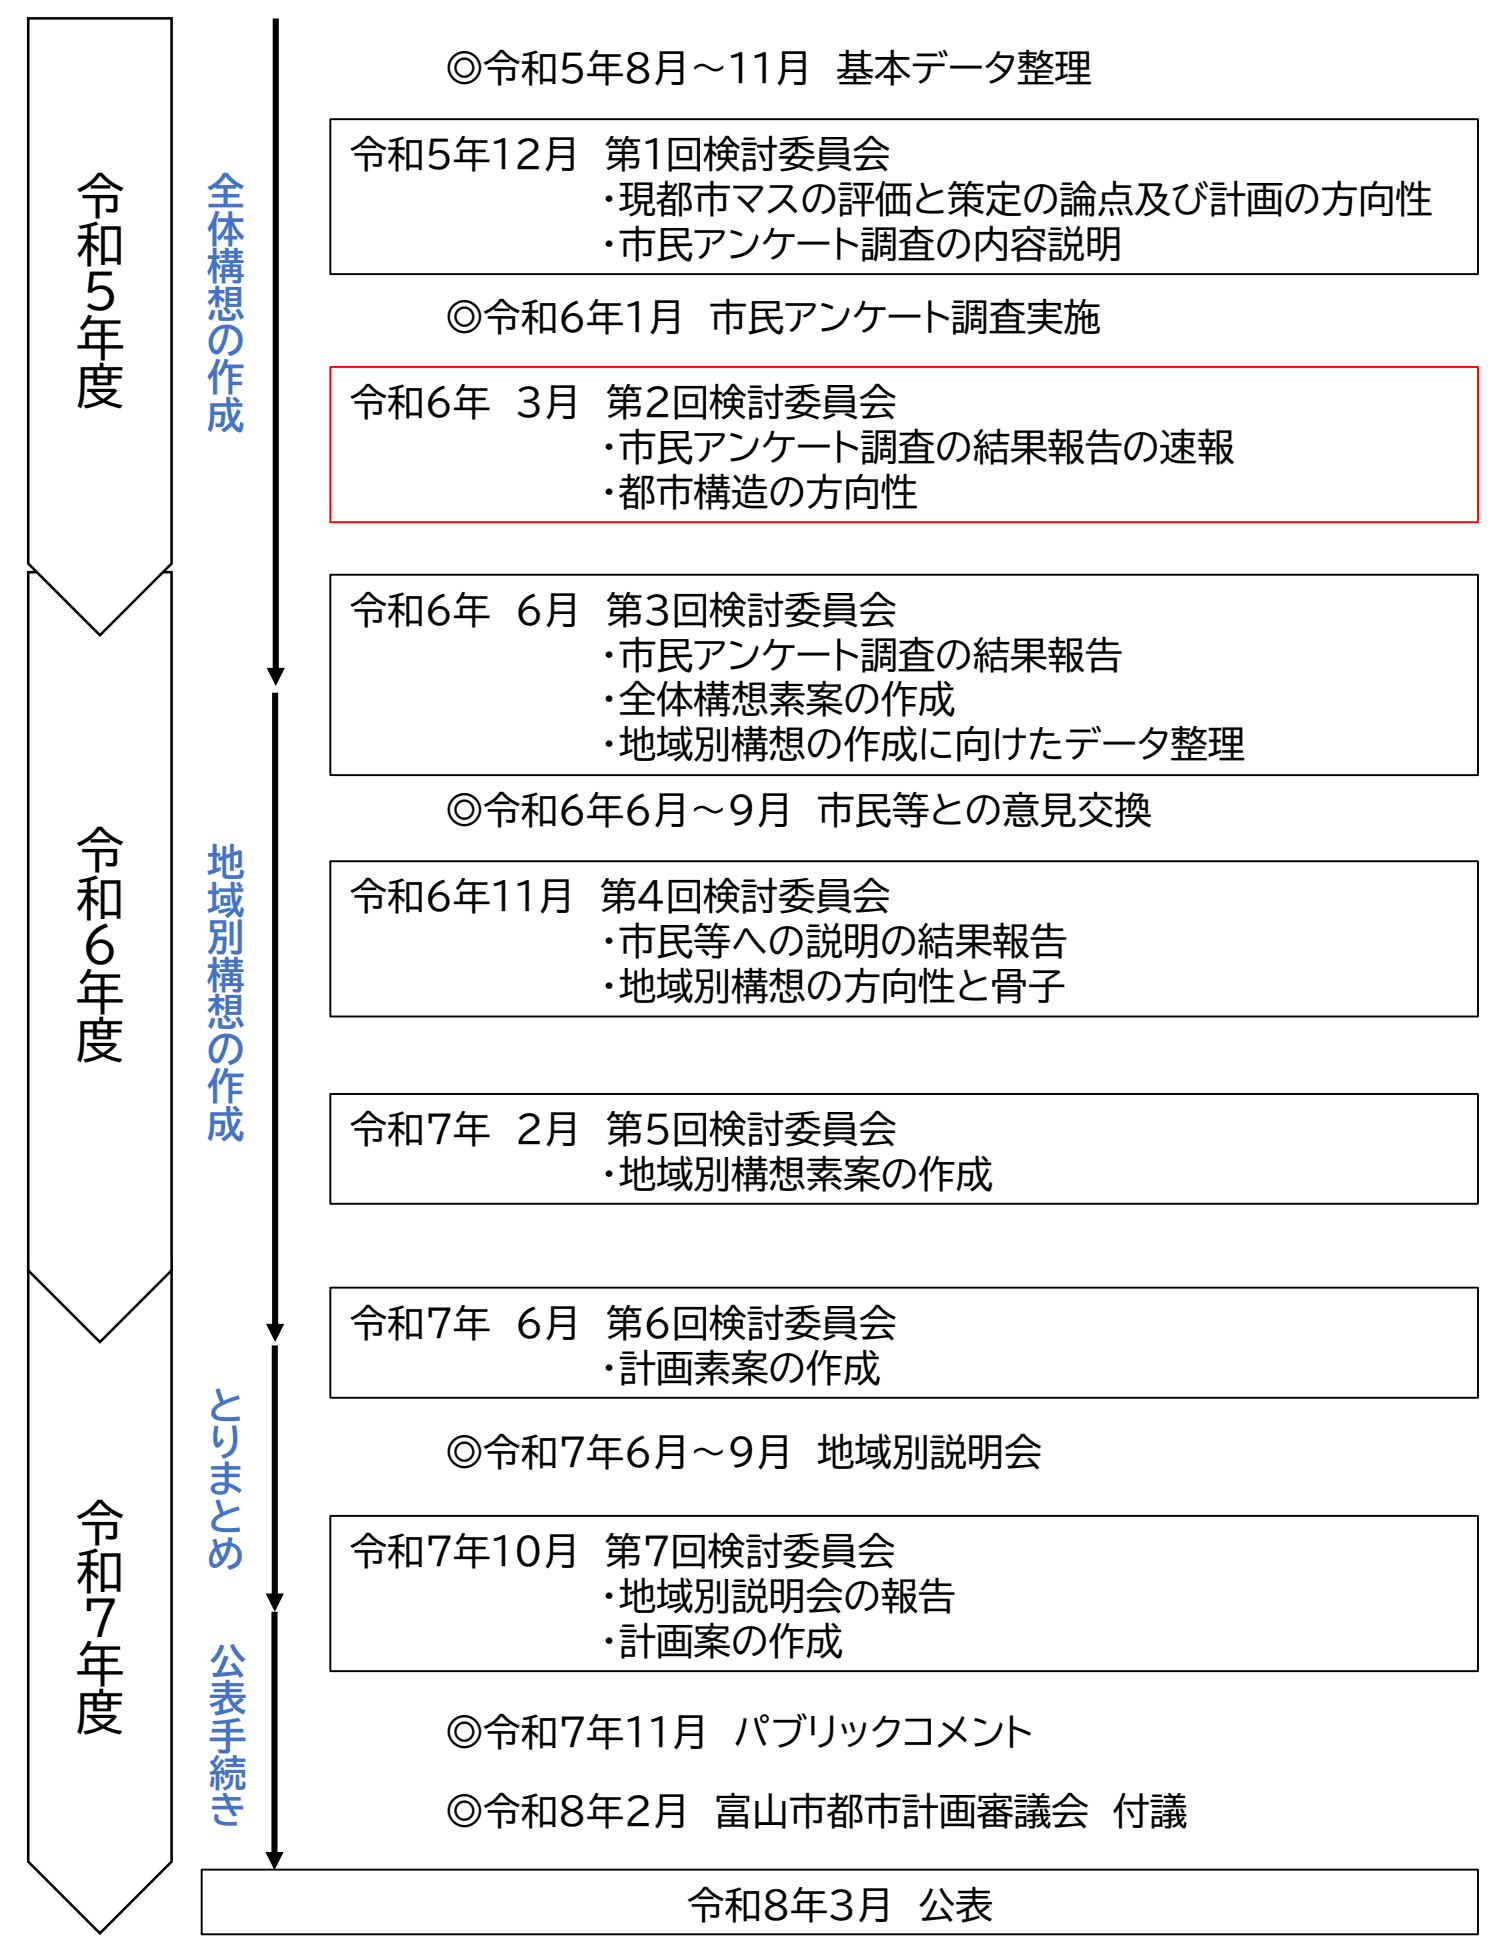 令和5年度
全体構想の作成
◎令和5年8月～11月　基本データ整理
令和5年12月　第1回検討委員会
・現都市マスの評価と策定の論点及び計画の方向性
・市民アンケート調査の内容説明
◎令和6年1月　市民アンケート調査実施
令和6年　3月　第2回検討委員会
・市民アンケート調査の結果報告の速報
・都市構造の方向性
令和6年度
地域別構想の作成
令和6年　6月　第3回検討委員会
・市民アンケート調査の結果報告
・全体構想素案の作成
・地域別構想の作成に向けたデータ整理
◎令和6年6月～9月　市民等との意見交換
令和6年11月　第4回検討委員会
・市民等への説明の結果報告
・地域別構想の方向性と骨子
令和7年　2月　第5回検討委員会
・地域別構想素案の作成
令和7年度
とりまとめ
令和7年　6月　第6回検討委員会
・計画素案の作成
◎令和7年6月～9月　地域別説明会
令和7年10月　第7回検討委員会
・地域別説明会の報告
・計画案の作成
公表手続き
◎令和7年11月　パブリックコメント
◎令和8年2月　富山市都市計画審議会　付議
令和8年3月　公表